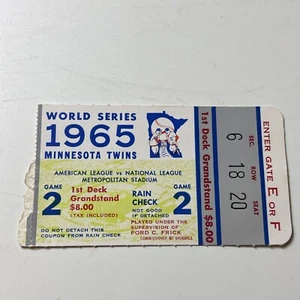 WORLD SERIES
1965
MINNESOTA TWINS
AMERICAN LEAGUE vs NATIONAL LEAGUE
METROPOLITAN STADIUM
GAME
2
1st Deck
Grandstand
$8.00
(TAX INCLUDED)
RAIN
CHECK
NOT GOOD
IF DETACHED
GAME
2
DO NOT DETACH THIS
COUPON FROM RAIN CHECK
PLAYED UNDER THE
SUPERVISION OF
FORD C. FRICK
COMMISSIONER OF BASEBALL
1st Deck Grandstand
$8.00
6 18 20
SEC. ROW SEAT
ENTER GATE E OR F